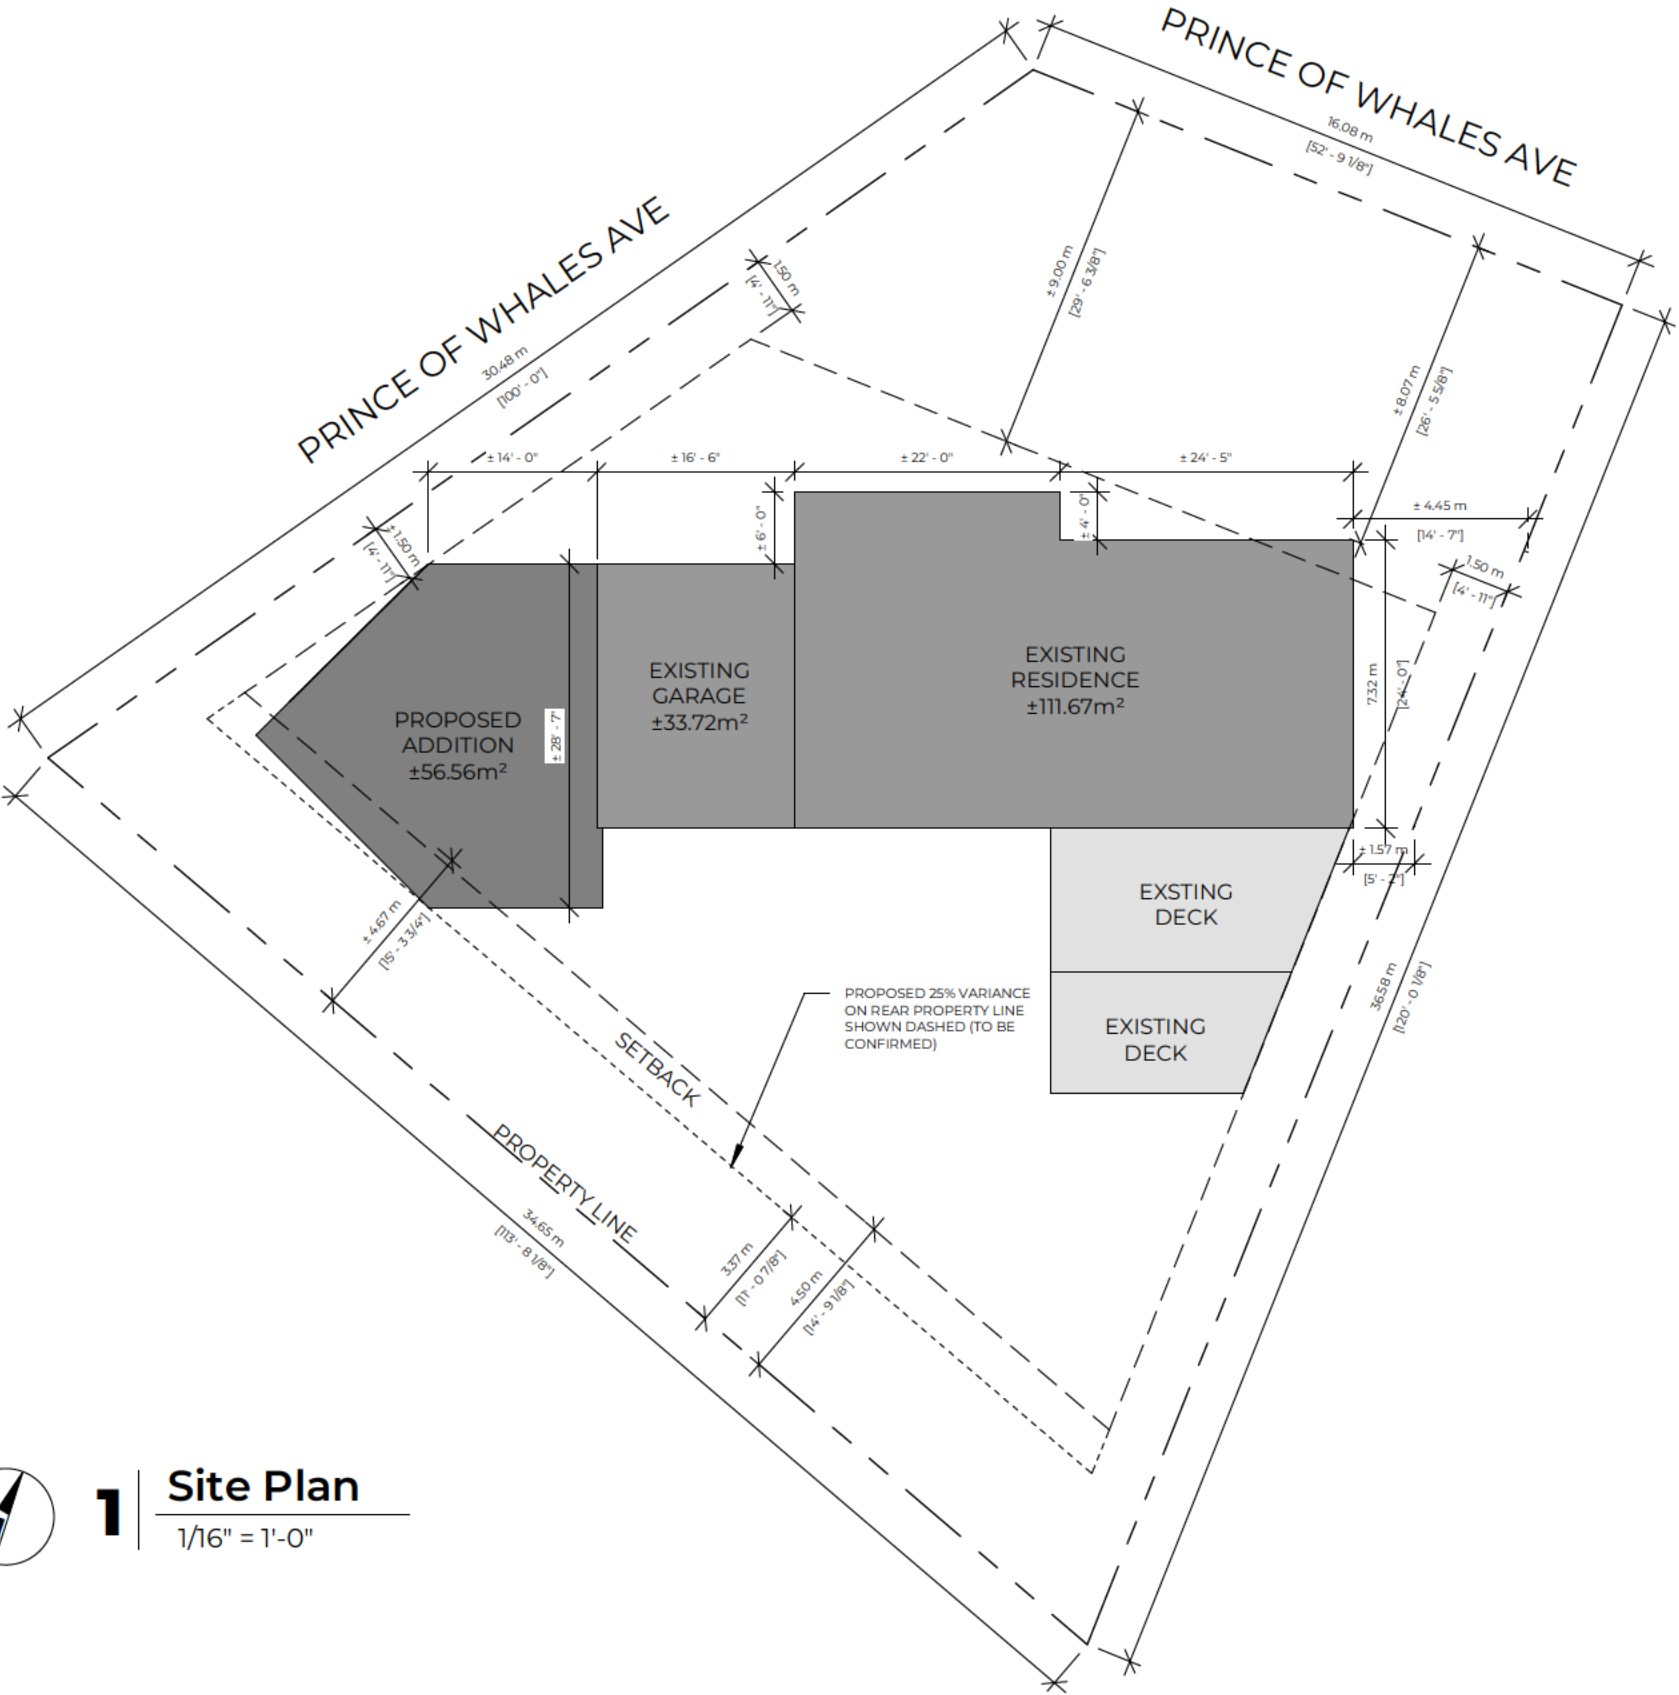 PRINCE OF WHALES AVE
16.08 m
[52' - 9 1/8"]
PRINCE OF WHALES AVE
30.48 m
[100' - 0"]
1.50 m
[4' - 11"]
± 9.00 m
[29' - 6 3/8"]
± 8.07 m
[26' - 5 5/8"]
± 14' - 0"
± 16' - 6"
± 22' - 0"
± 24' - 5"
± 6' - 0"
± 4' - 0"
± 4.45 m
[14' - 7"]
± 1.50 m
[4' - 11"]
1.50 m
[4' - 11"]
EXISTING
RESIDENCE
±111.67m²
EXISTING
GARAGE
±33.72m²
PROPOSED
ADDITION
±56.56m²
± 28' - 7"
7.32 m
[24' - 0"]
± 1.57 m
[5' - 2"]
EXSTING
DECK
EXISTING
DECK
± 4.67 m
[15' - 3 3/4"]
PROPOSED 25% VARIANCE
ON REAR PROPERTY LINE
SHOWN DASHED (TO BE
CONFIRMED)
36.58 m
[120' - 0 1/8"]
SETBACK
PROPERTY LINE
34.65 m
[113' - 8 1/8"]
3.37 m
[11' - 0 7/8"]
4.50 m
[14' - 9 1/8"]
1
Site Plan
1/16" = 1'-0"